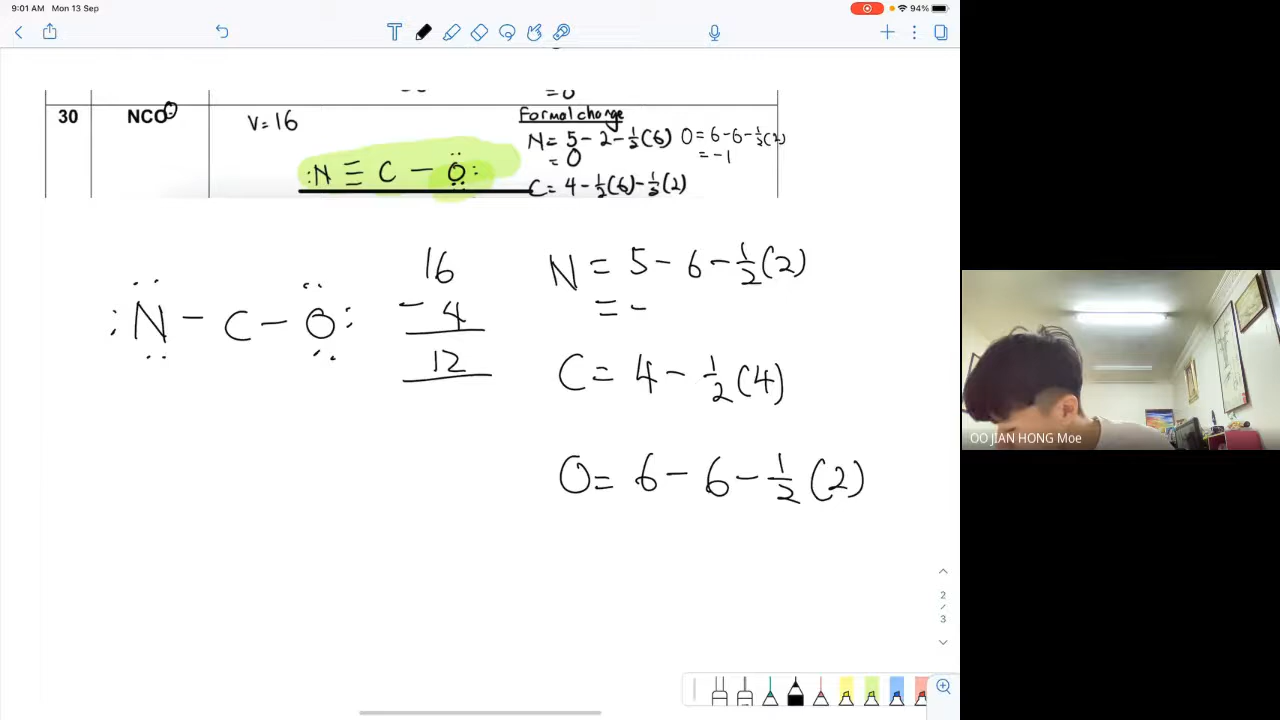 9:01 AM Mon 13 Sep
94%
= 0
30 NCO⊖ V = 16
Formal charge
N = 5 - 2 - 1/2(6)
= 0
O = 6 - 6 - 1/2(2)
= -1
:N ≡ C - O:
C = 4 - 1/2(6) - 1/2(2)
:N - C - O:
16
- 4
12
N = 5 - 6 - 1/2(2)
= -
C = 4 - 1/2(4)
O = 6 - 6 - 1/2(2)
OO JIAN HONG Moe
2
/
3